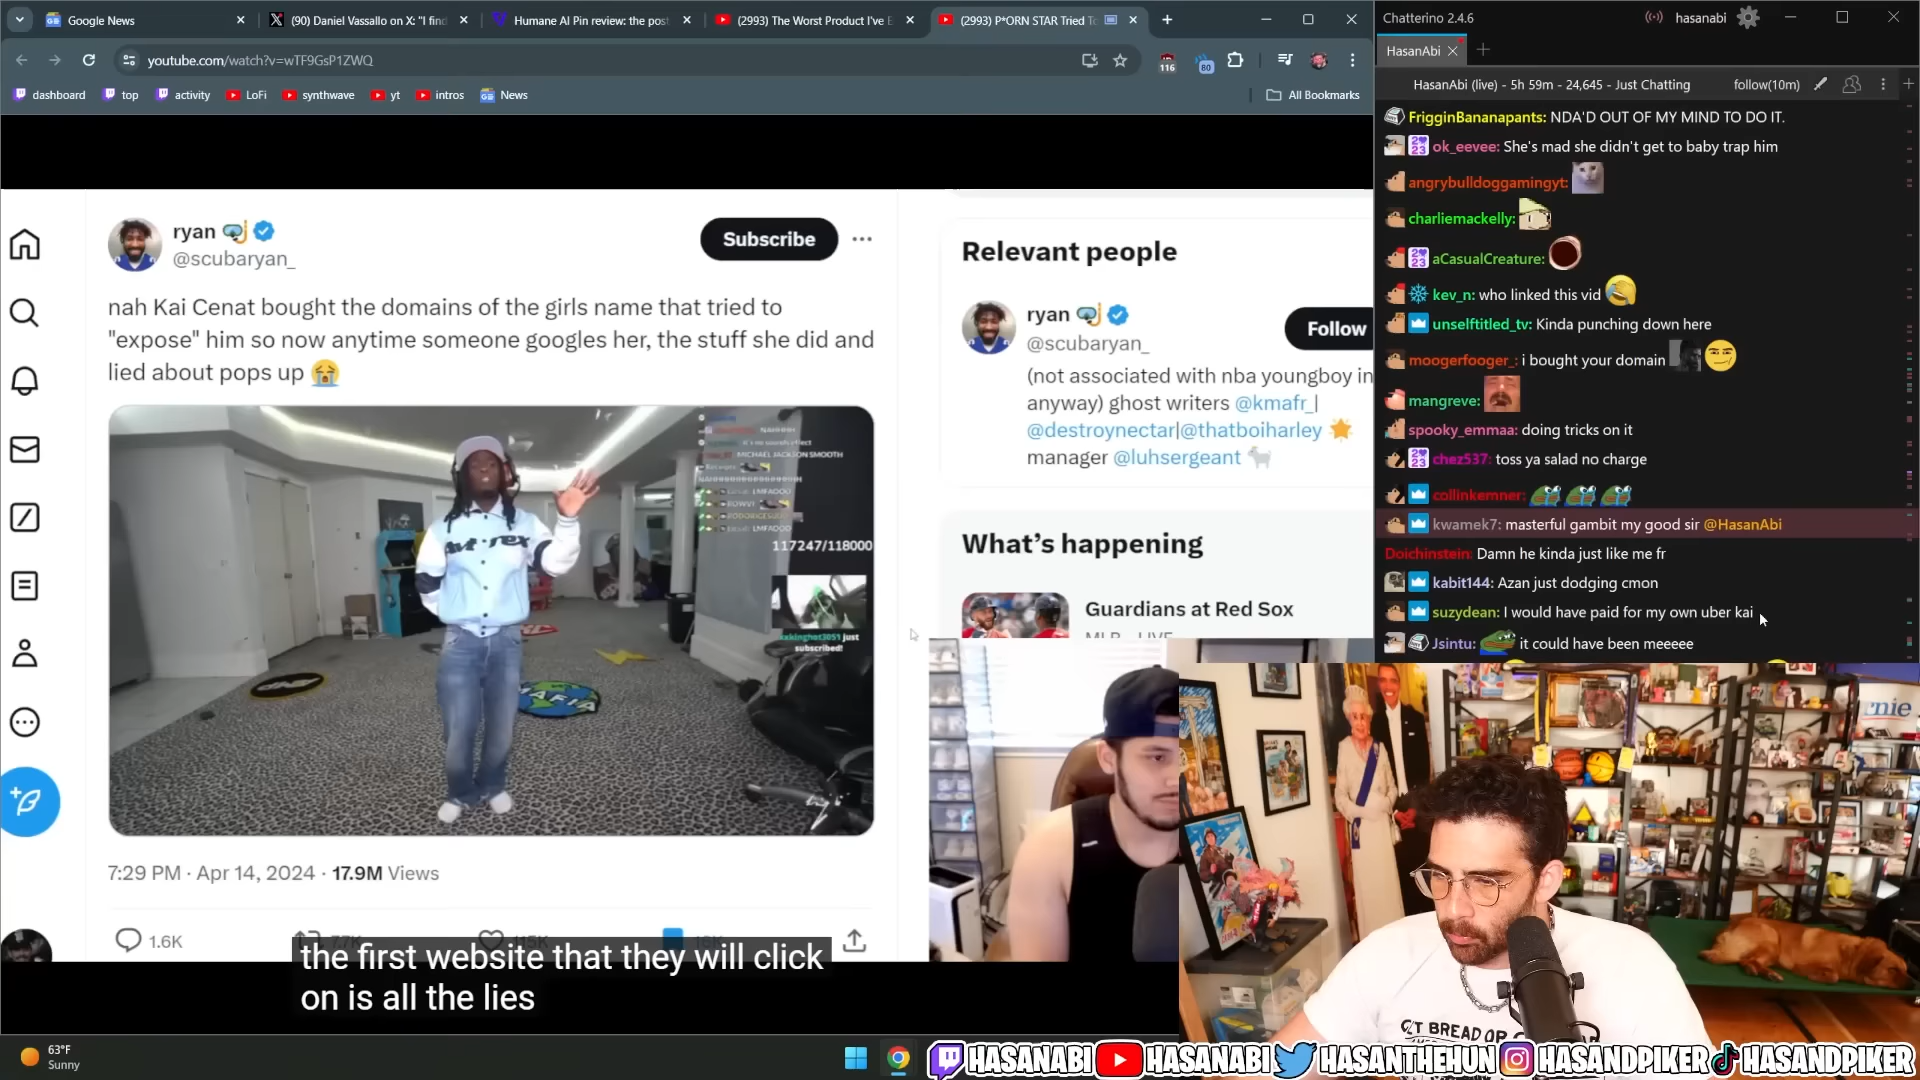 Google News
(90) Daniel Vassallo on X: "I find
Humane AI Pin review: the post
(2993) The Worst Product I've E
(2993) P*ORN STAR Tried To
youtube.com/watch?v=wTF9GsP1ZWQ
116
80
dashboard
top
activity
LoFi
synthwave
yt
intros
News
All Bookmarks
ryan
@scubaryan_
Subscribe
nah Kai Cenat bought the domains of the girls name that tried to
"expose" him so now anytime someone googles her, the stuff she did and
lied about pops up
MICHAEL JACKSON SMOOTH
117247/118000
just
subscribed!
7:29 PM · Apr 14, 2024 · 17.9M Views
1.6K
the first website that they will click
on is all the lies
Relevant people
ryan
@scubaryan_
Follow
(not associated with nba youngboy in
anyway) ghost writers @kmafr_|
@destroynectar|@thatboiharley
manager @luhsergeant
What's happening
Guardians at Red Sox
Chatterino 2.4.6
hasanabi
HasanAbi
HasanAbi (live) - 5h 59m - 24,645 - Just Chatting
follow(10m)
FrigginBananapants: NDA'D OUT OF MY MIND TO DO IT.
ok_eevee: She's mad she didn't get to baby trap him
angrybulldoggamingyt:
charliemackelly:
aCasualCreature:
kev_n: who linked this vid
unselftitled_tv: Kinda punching down here
moogerfooger_: i bought your domain
mangreve:
spooky_emmaa: doing tricks on it
chez537: toss ya salad no charge
collinkemner:
kwamek7: masterful gambit my good sir @HasanAbi
Doichinstein: Damn he kinda just like me fr
kabit144: Azan just dodging cmon
suzydean: I would have paid for my own uber kai
Jsintu: it could have been meeeee
63°F
Sunny
HASANABI
HASANABI
HASANTHEHUN
HASANDPIKER
HASANDPIKER